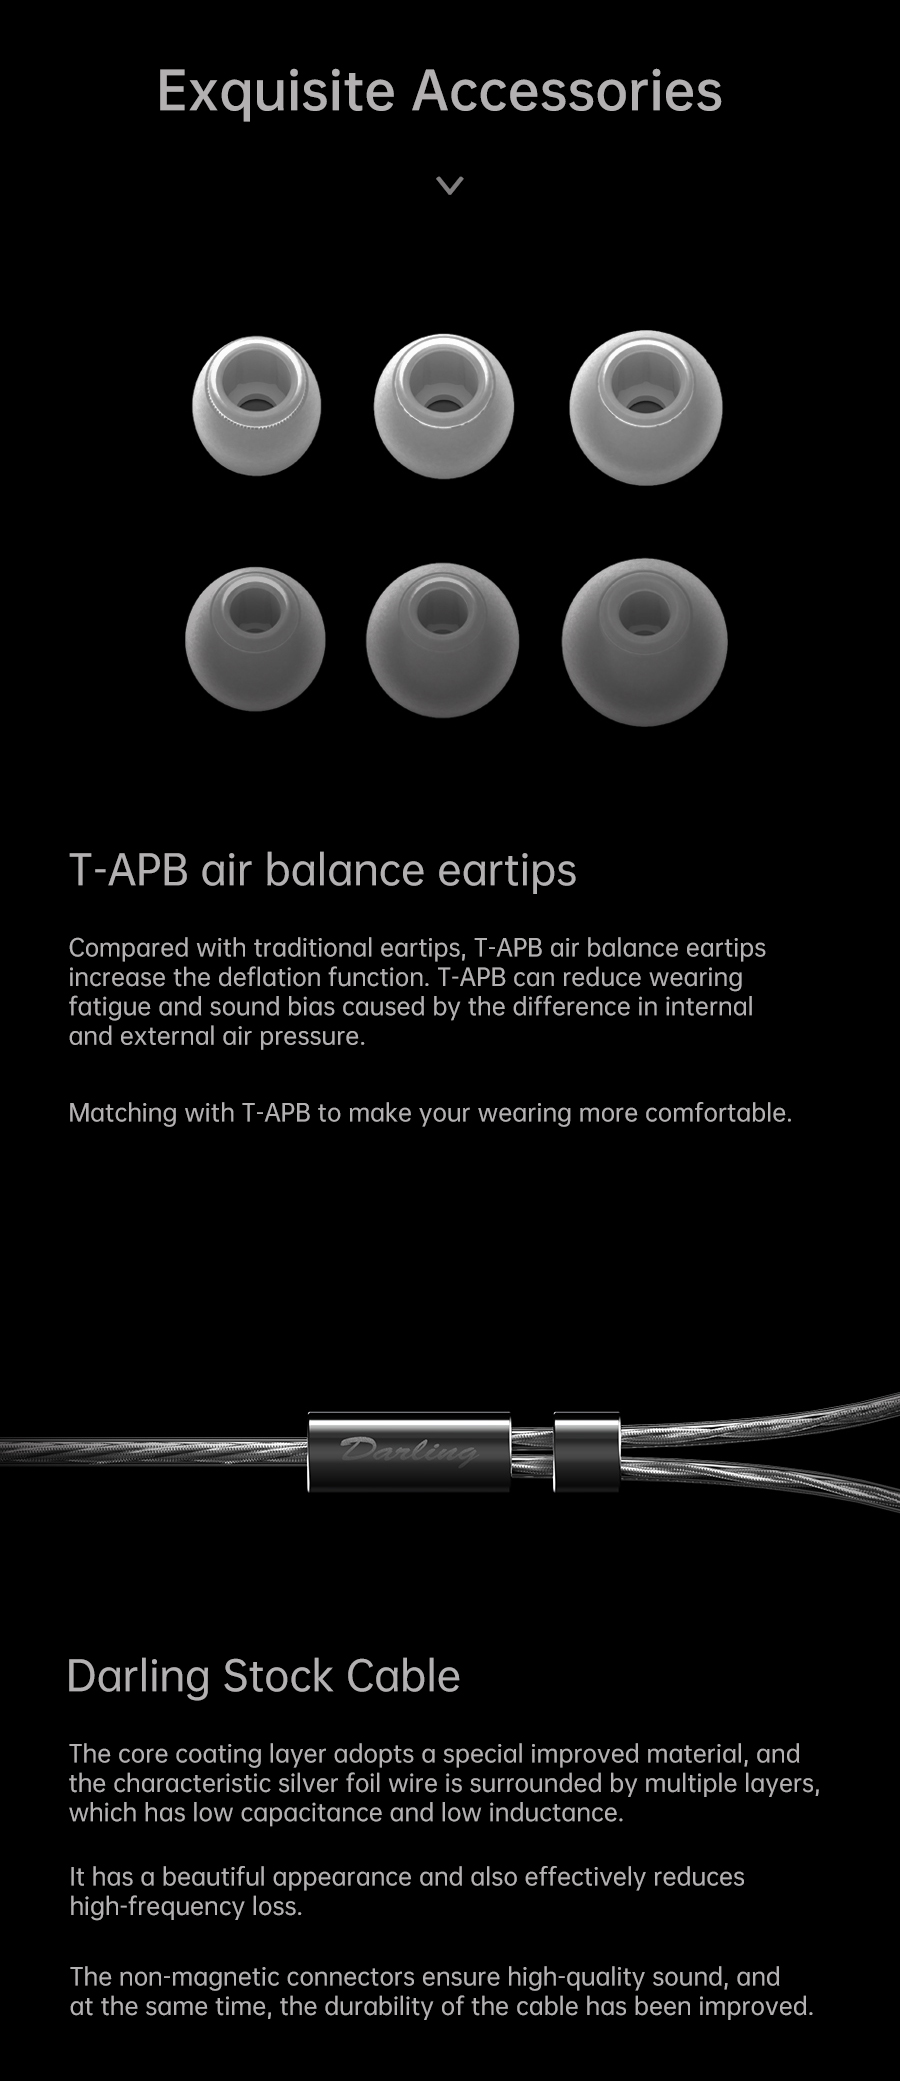 Exquisite Accessories
T-APB air balance eartips
Compared with traditional eartips, T-APB air balance eartips
increase the deflation function. T-APB can reduce wearing
fatigue and sound bias caused by the difference in internal
and external air pressure.
Matching with T-APB to make your wearing more comfortable.
Darling
Darling Stock Cable
The core coating layer adopts a special improved material, and
the characteristic silver foil wire is surrounded by multiple layers,
which has low capacitance and low inductance.
It has a beautiful appearance and also effectively reduces
high-frequency loss.
The non-magnetic connectors ensure high-quality sound, and
at the same time, the durability of the cable has been improved.